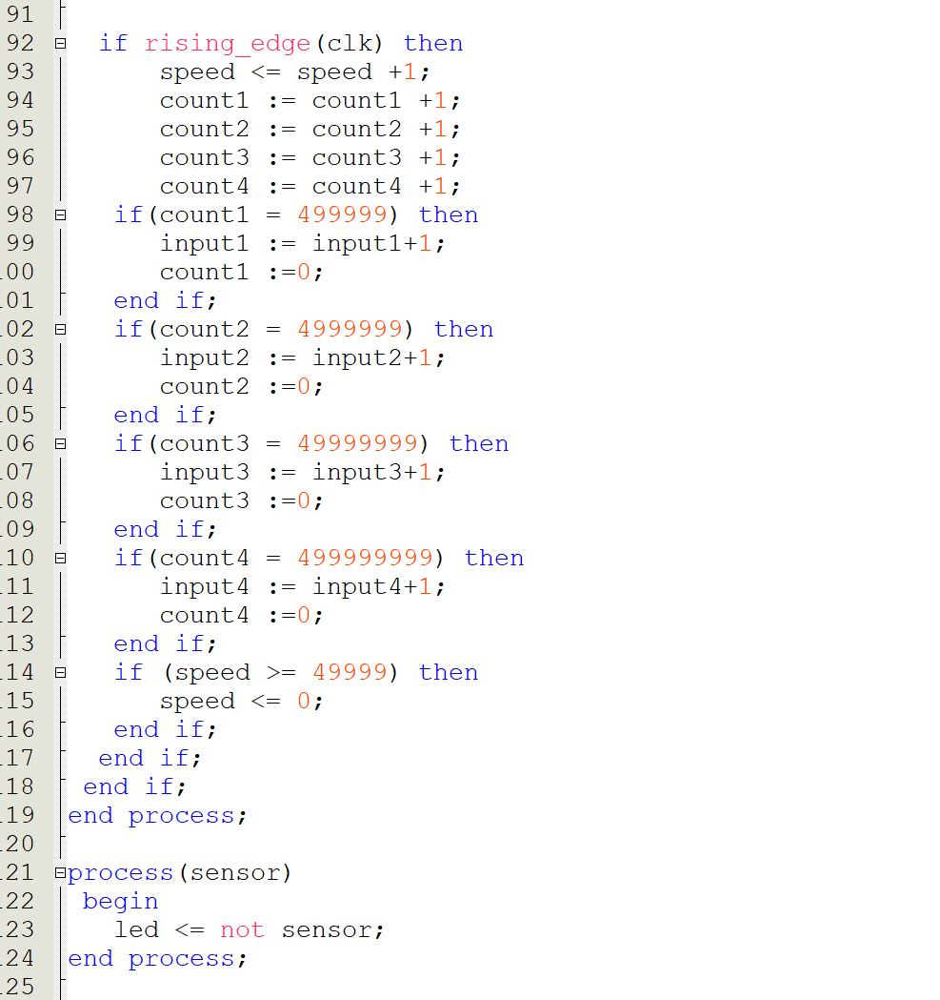 91
92 if rising_edge(clk) then
93 speed <= speed +1;
94 count1 := count1 +1;
95 count2 := count2 +1;
96 count3 := count3 +1;
97 count4 := count4 +1;
98 if(count1 = 499999) then
99 input1 := input1+1;
00 count1 :=0;
01 end if;
02 if(count2 = 4999999) then
03 input2 := input2+1;
04 count2 :=0;
05 end if;
06 if(count3 = 49999999) then
07 input3 := input3+1;
08 count3 :=0;
09 end if;
10 if(count4 = 499999999) then
11 input4 := input4+1;
12 count4 :=0;
13 end if;
14 if (speed >= 49999) then
15 speed <= 0;
16 end if;
17 end if;
18 end if;
19 end process;
20
21 process(sensor)
22 begin
23 led <= not sensor;
24 end process;
25